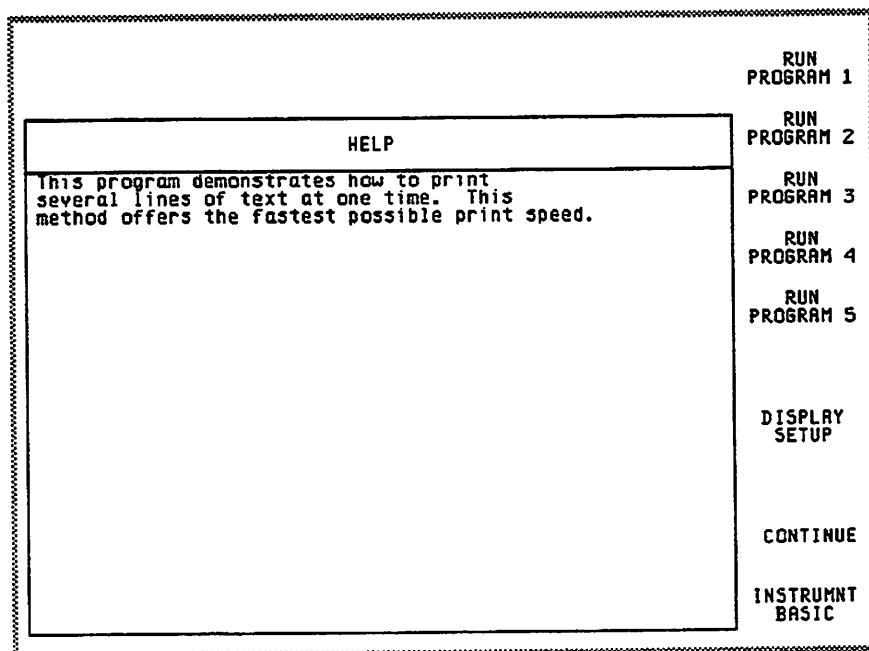 HELP
This program demonstrates how to print
several lines of text at one time.  This
method offers the fastest possible print speed.
RUN
PROGRAM 1
RUN
PROGRAM 2
RUN
PROGRAM 3
RUN
PROGRAM 4
RUN
PROGRAM 5
DISPLAY
SETUP
CONTINUE
INSTRUMNT
BASIC